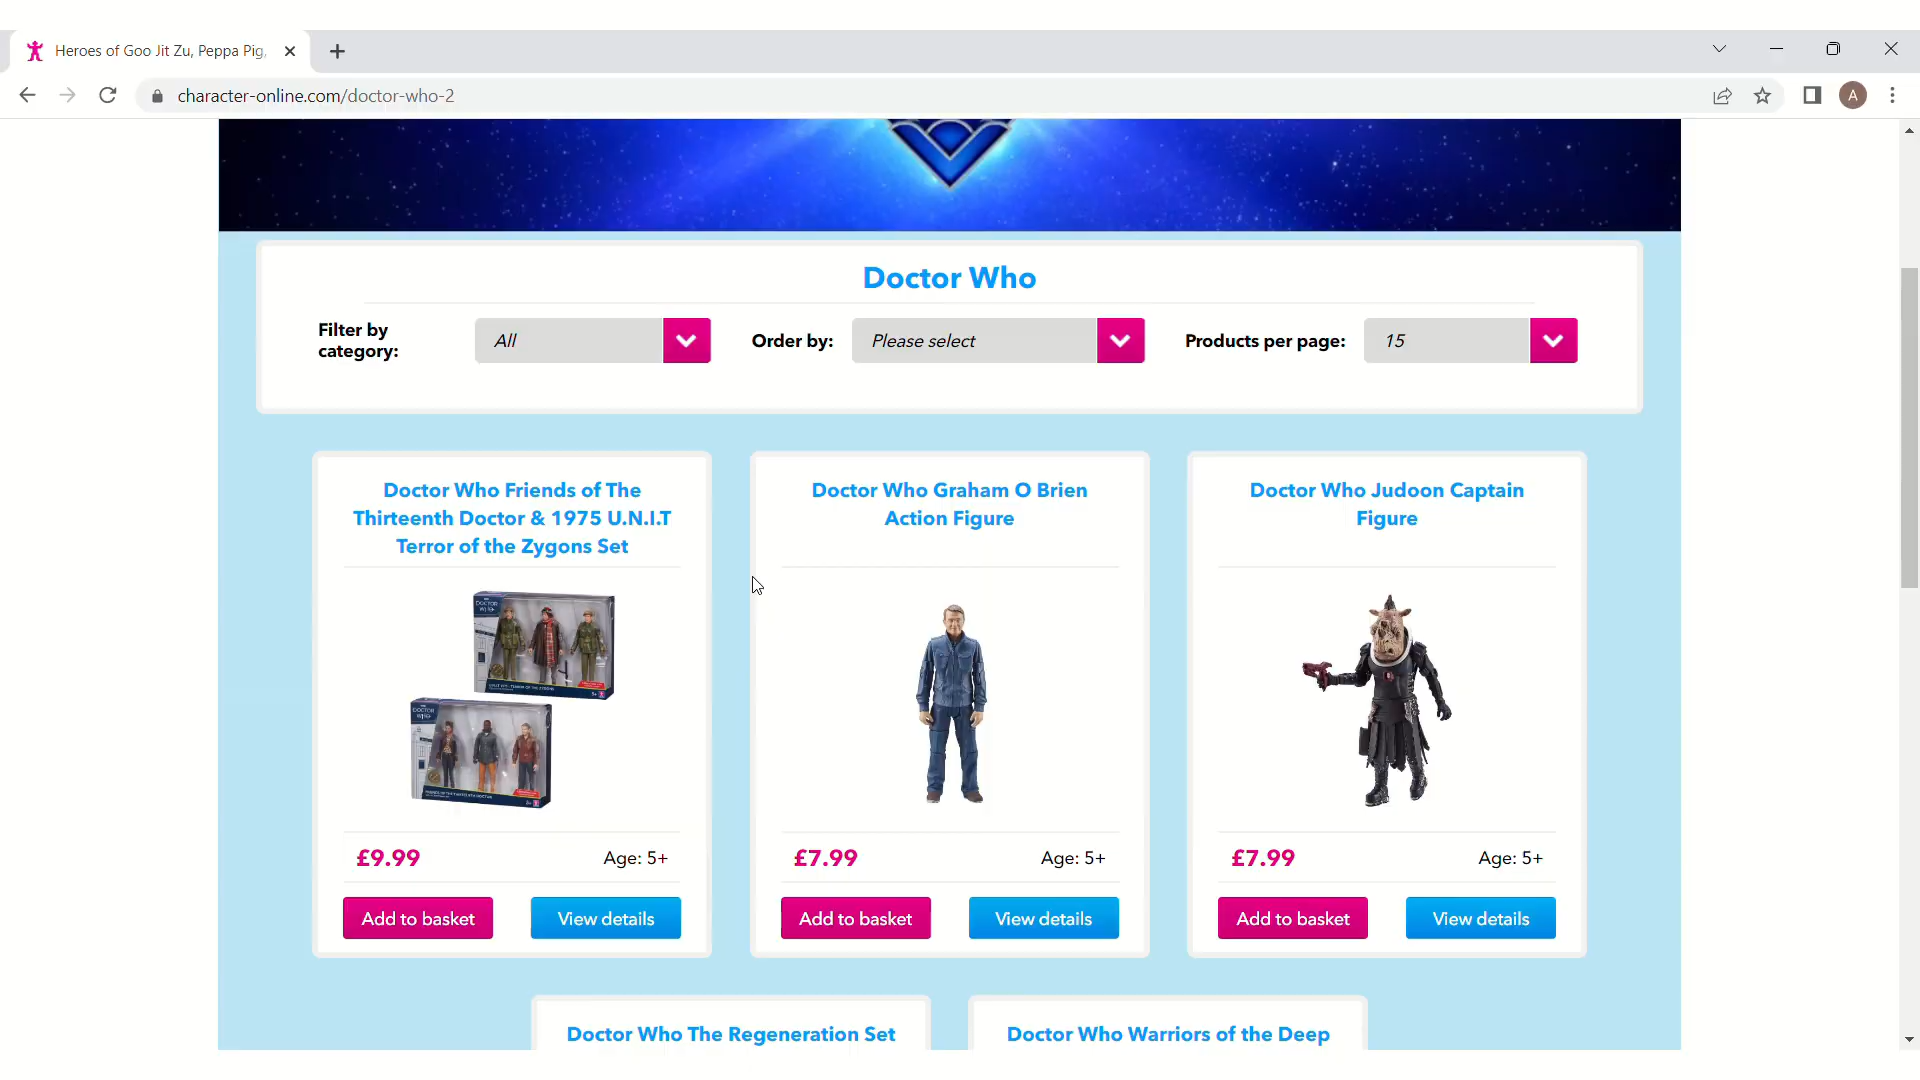 Heroes of Goo Jit Zu, Peppa Pig,
character-online.com/doctor-who-2
A
Doctor Who
Filter by
category:
All
Order by:
Please select
Products per page:
15
Doctor Who Friends of The
Thirteenth Doctor & 1975 U.N.I.T
Terror of the Zygons Set
£9.99
Age: 5+
Add to basket
View details
Doctor Who Graham O Brien
Action Figure
£7.99
Age: 5+
Add to basket
View details
Doctor Who Judoon Captain
Figure
£7.99
Age: 5+
Add to basket
View details
Doctor Who The Regeneration Set
Doctor Who Warriors of the Deep